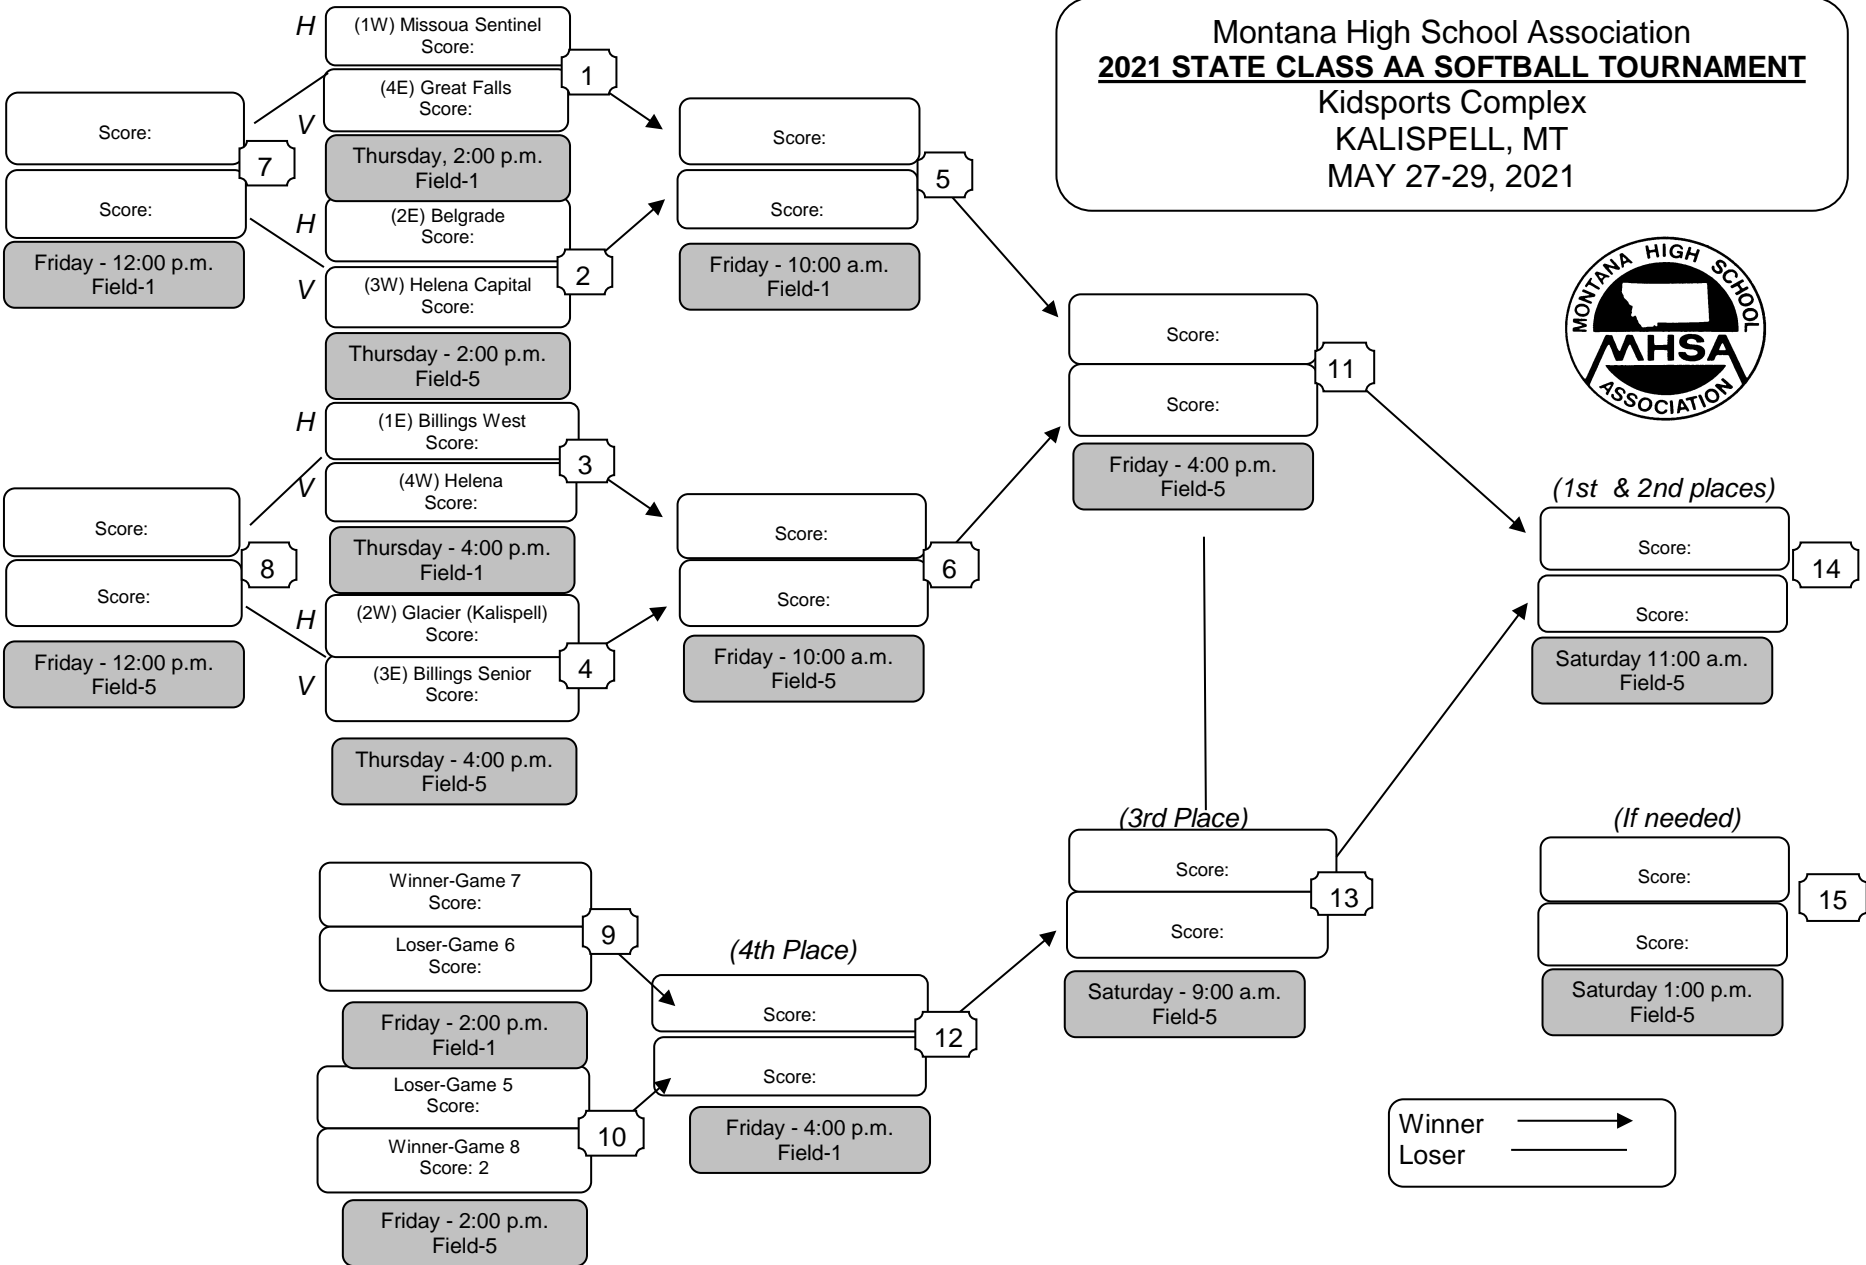 Montana High School Association
2021 STATE CLASS AA SOFTBALL TOURNAMENT
Kidsports Complex
KALISPELL, MT
MAY 27-29, 2021
MONTANA HIGH SCHOOL
MHSA
ASSOCIATION
Score:
7
Score:
Friday - 12:00 p.m.
Field-1
Score:
8
Score:
Friday - 12:00 p.m.
Field-5
H
(1W) Missoua Sentinel
Score:
1
(4E) Great Falls
Score:
V
Thursday, 2:00 p.m.
Field-1
H
(2E) Belgrade
Score:
2
V
(3W) Helena Capital
Score:
Thursday - 2:00 p.m.
Field-5
H
(1E) Billings West
Score:
3
V
(4W) Helena
Score:
Thursday - 4:00 p.m.
Field-1
H
(2W) Glacier (Kalispell)
Score:
4
V
(3E) Billings Senior
Score:
Thursday - 4:00 p.m.
Field-5
Winner-Game 7
Score:
9
Loser-Game 6
Score:
Friday - 2:00 p.m.
Field-1
Loser-Game 5
Score:
10
Winner-Game 8
Score: 2
Friday - 2:00 p.m.
Field-5
Score:
5
Score:
Friday - 10:00 a.m.
Field-1
Score:
6
Score:
Friday - 10:00 a.m.
Field-5
(4th Place)
Score:
12
Score:
Friday - 4:00 p.m.
Field-1
Score:
11
Score:
Friday - 4:00 p.m.
Field-5
(3rd Place)
Score:
13
Score:
Saturday - 9:00 a.m.
Field-5
(1st & 2nd places)
Score:
14
Score:
Saturday 11:00 a.m.
Field-5
(If needed)
Score:
15
Score:
Saturday 1:00 p.m.
Field-5
Winner
Loser